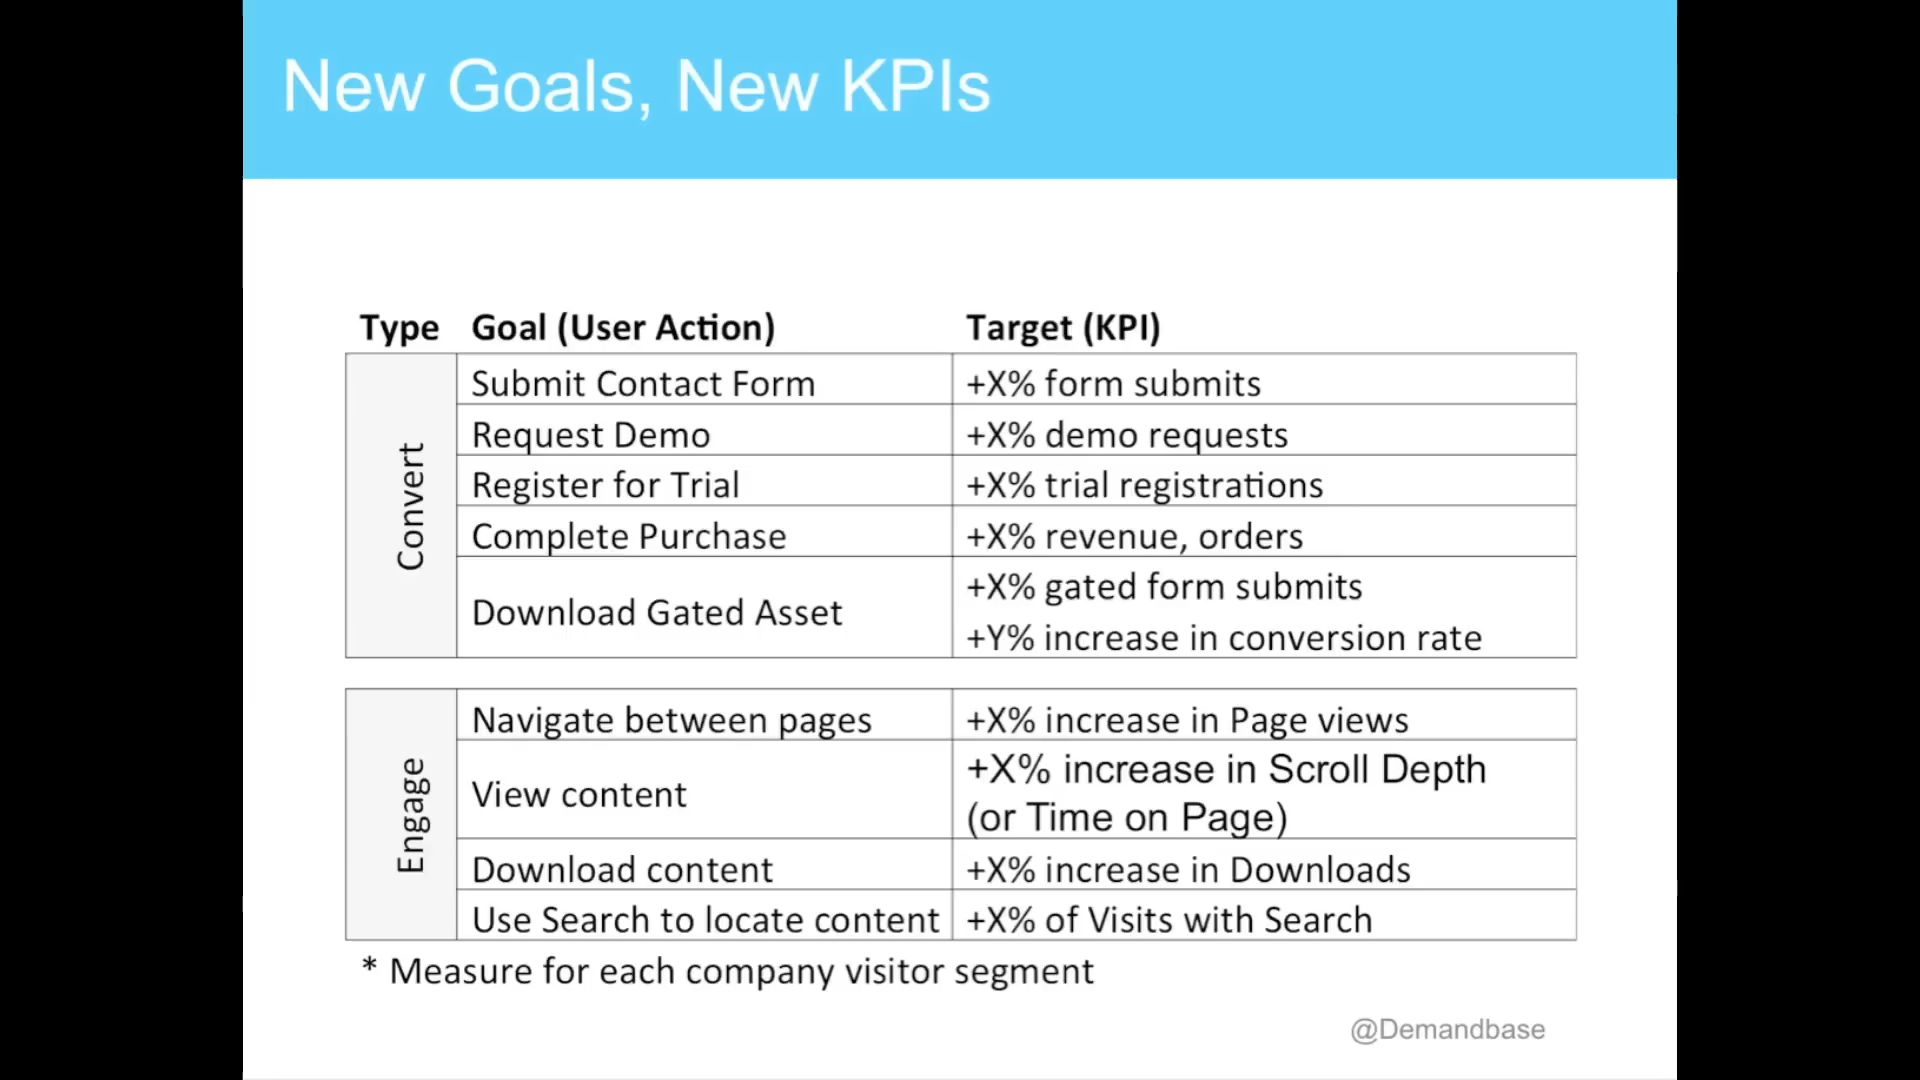 New Goals, New KPIs
Type Goal (User Action) Target (KPI)
Convert
Submit Contact Form +X% form submits
Request Demo +X% demo requests
Register for Trial +X% trial registrations
Complete Purchase +X% revenue, orders
Download Gated Asset +X% gated form submits
+Y% increase in conversion rate
Engage
Navigate between pages +X% increase in Page views
View content +X% increase in Scroll Depth
(or Time on Page)
Download content +X% increase in Downloads
Use Search to locate content +X% of Visits with Search
* Measure for each company visitor segment
@Demandbase